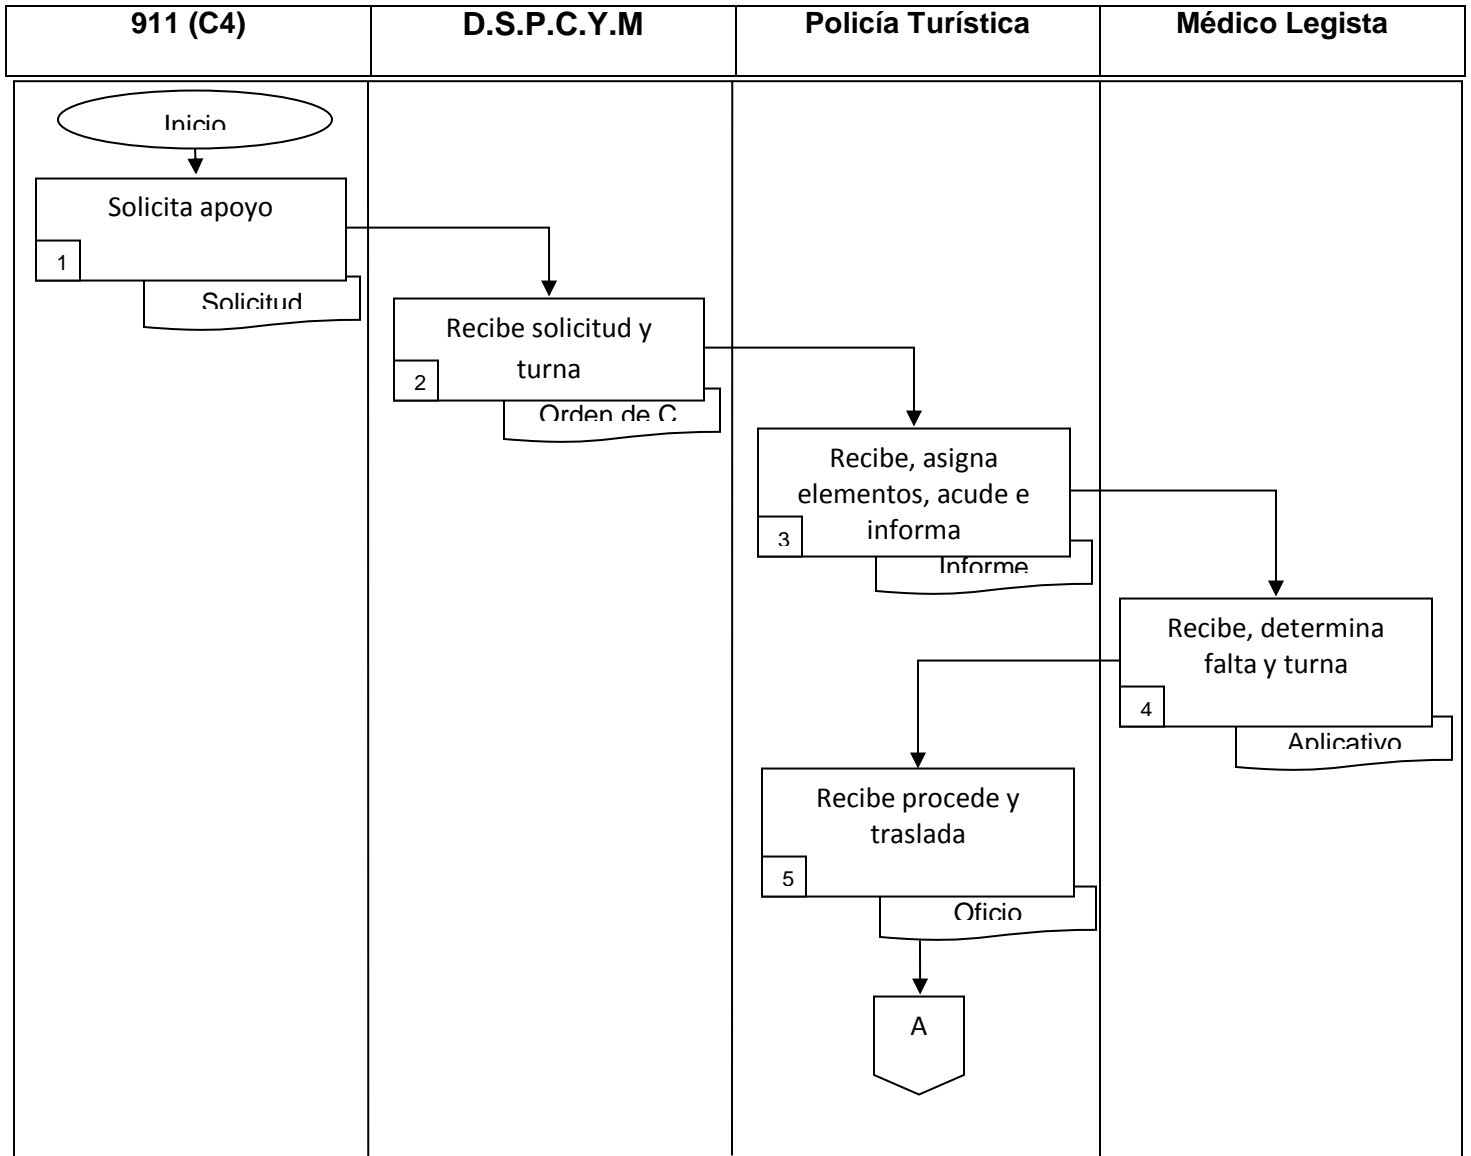 911 (C4)
D.S.P.C.Y.M
Policía Turística
Médico Legista
Inicio
Solicita apoyo
1
Solicitud
Recibe solicitud y
turna
2
Orden de C
Recibe, asigna
elementos, acude e
informa
3
Informe
Recibe, determina
falta y turna
4
Aplicativo
Recibe procede y
traslada
5
Oficio
A